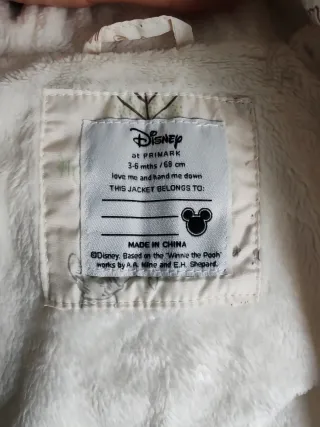 Disney
at PRIMARK
3-6 mths / 68 cm
love me and hand me down
THIS JACKET BELONGS TO:
MADE IN CHINA
©Disney. Based on the 'Winnie the Pooh'
works by A.A. Milne and E.H. Shepard.